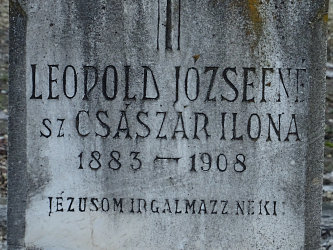 LEOPOLD JÓZSEFNÉ
SZ CSÁSZÁR ILONA
1883 — 1908
JÉZUSOM IRGALMAZZ NEKI